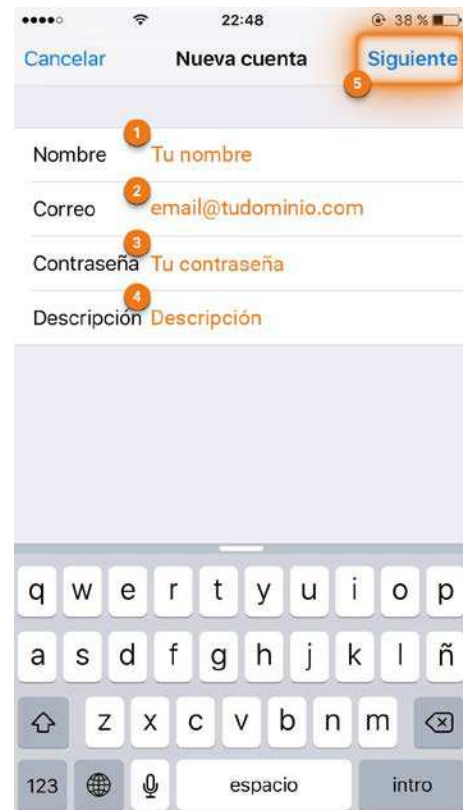 22:48 38 %
Cancelar Nueva cuenta Siguiente
5
1
Nombre Tu nombre
2
Correo email@tudominio.com
3
Contraseña Tu contraseña
4
Descripción Descripción
q w e r t y u i o p
a s d f g h j k l ñ
z x c v b n m
123 espacio intro